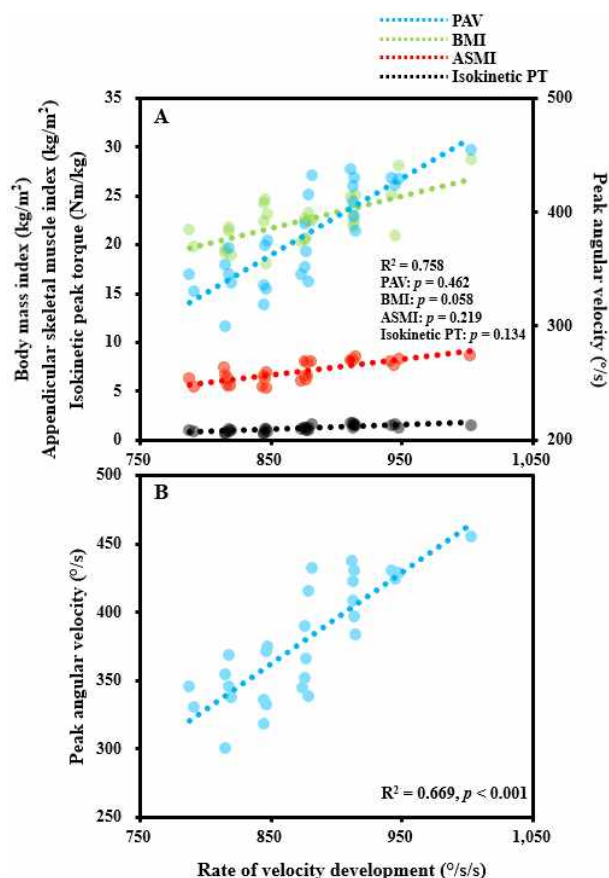 PAV
BMI
ASMI
Isokinetic PT
A
Body mass index (kg/m²)
Appendicular skeletal muscle index (kg/m²)
Isokinetic peak torque (Nm/kg)
35
30
25
20
15
10
5
0
500
400
300
200
Peak angular velocity (°/s)
R² = 0.758
PAV: p = 0.462
BMI: p = 0.058
ASMI: p = 0.219
Isokinetic PT: p = 0.134
750
850
950
1,050
B
Peak angular velocity (°/s)
500
450
400
350
300
250
R² = 0.669, p < 0.001
750
850
950
1,050
Rate of velocity development (°/s/s)